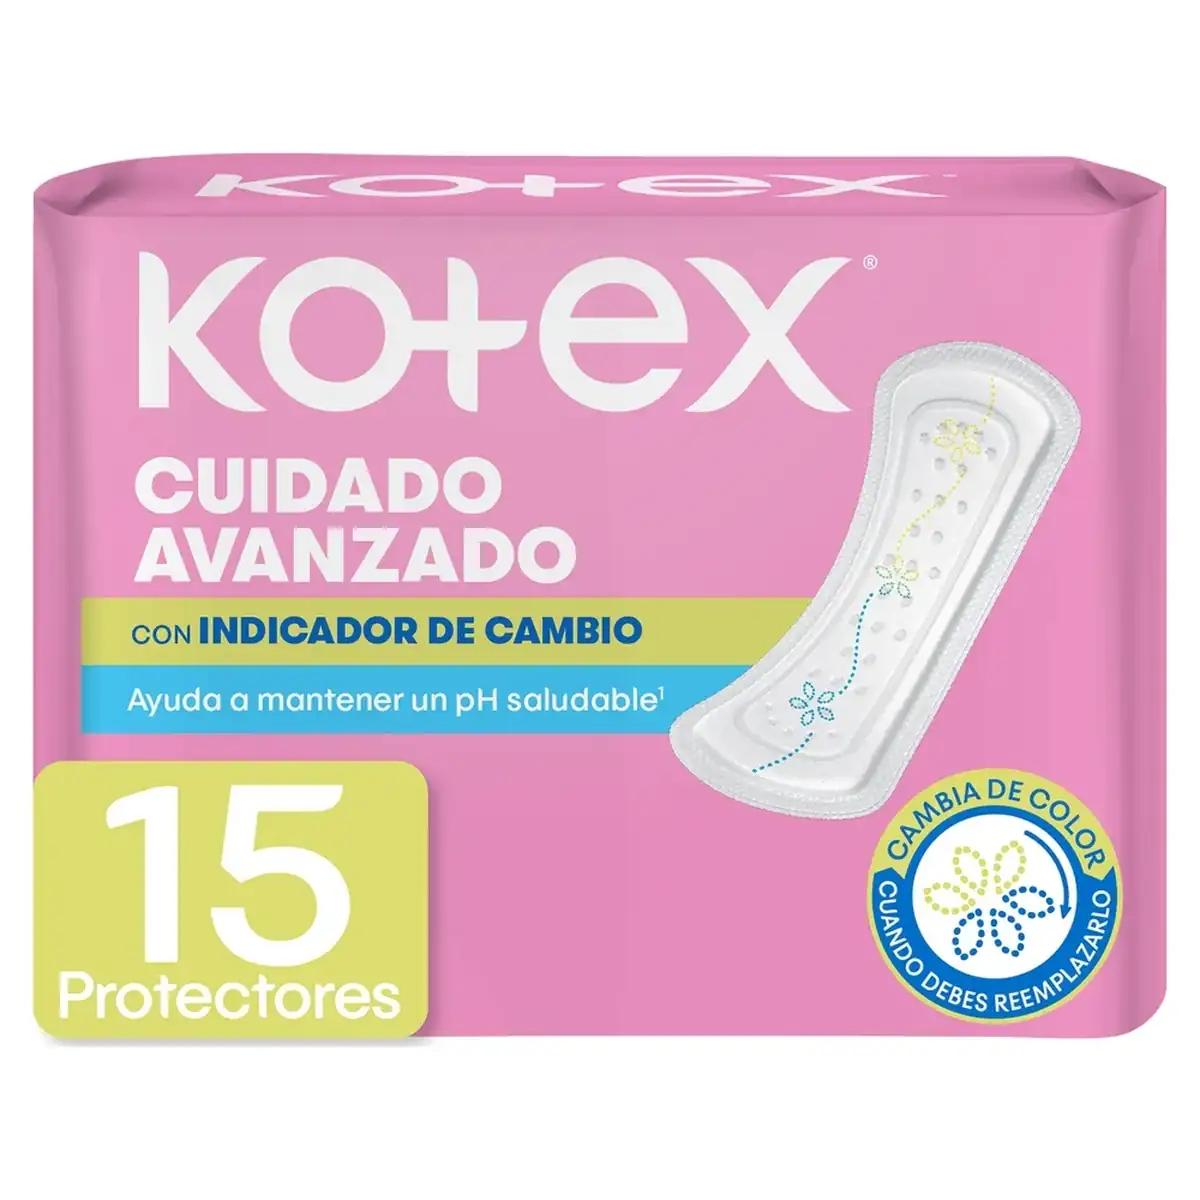 Kotex
Kotex®
CUIDADO
AVANZADO
CON INDICADOR DE CAMBIO
Ayuda a mantener un pH saludable¹
15
Protectores
CAMBIA DE COLOR
CUANDO DEBES REEMPLAZARLO